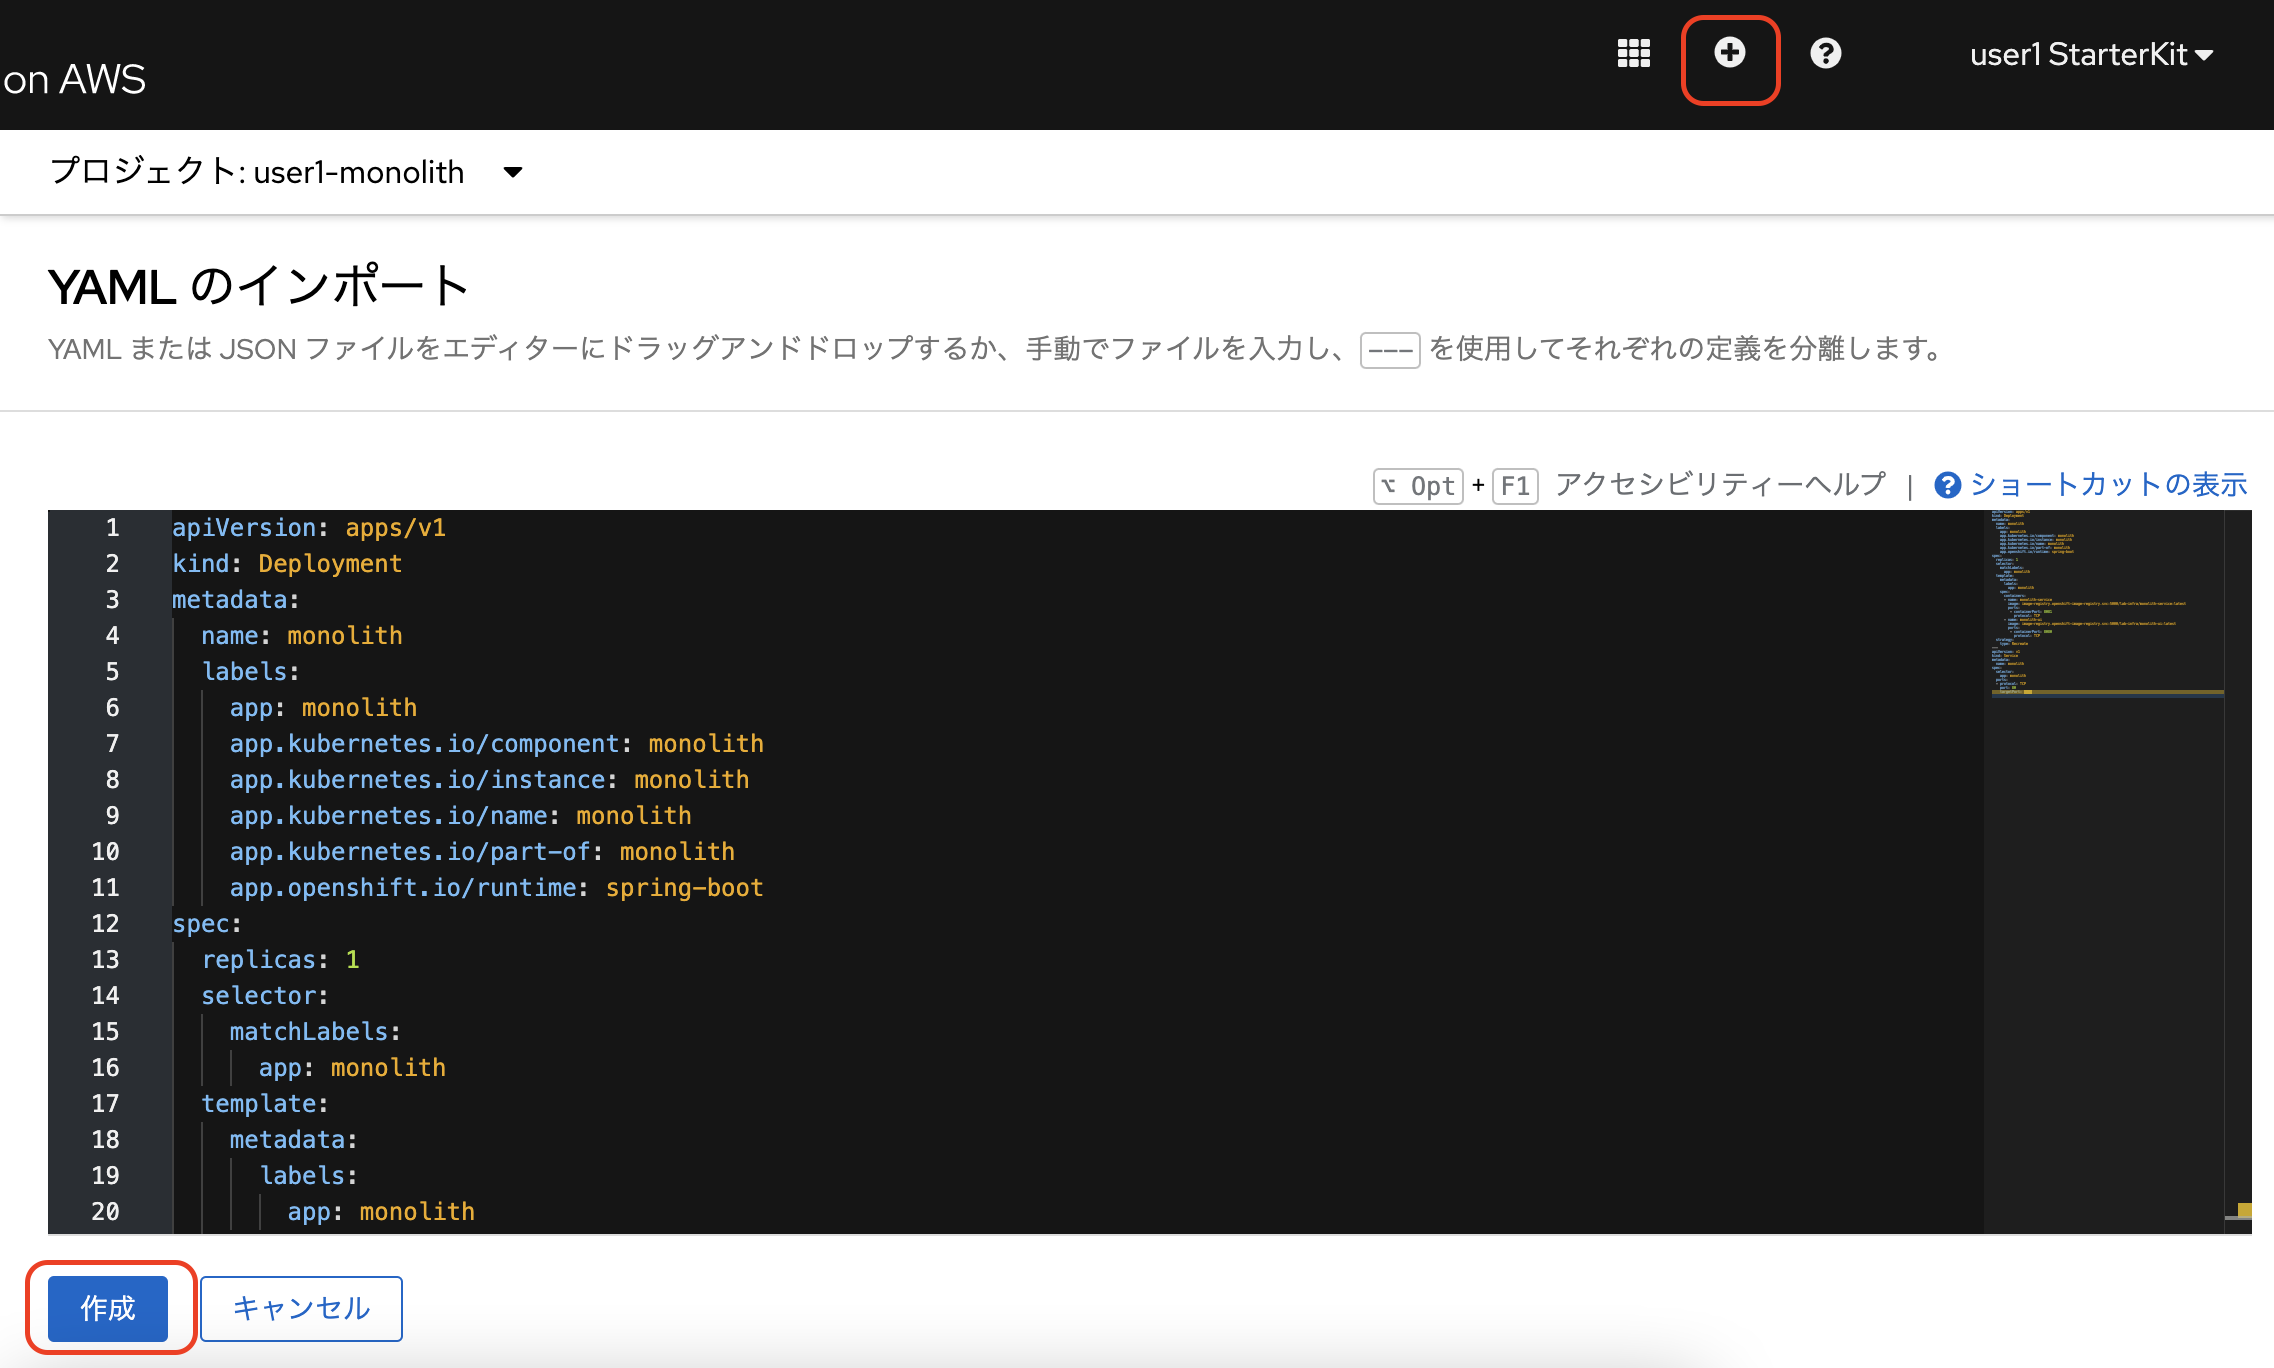 on AWS
user1 StarterKit
プロジェクト: user1-monolith
YAML のインポート
YAML または JSON ファイルをエディターにドラッグアンドドロップするか、手動でファイルを入力し、 --- を使用してそれぞれの定義を分離します。
⌥ Opt + F1 アクセシビリティーヘルプ | ショートカットの表示
1 apiVersion: apps/v1
2 kind: Deployment
3 metadata:
4 name: monolith
5 labels:
6 app: monolith
7 app.kubernetes.io/component: monolith
8 app.kubernetes.io/instance: monolith
9 app.kubernetes.io/name: monolith
10 app.kubernetes.io/part-of: monolith
11 app.openshift.io/runtime: spring-boot
12 spec:
13 replicas: 1
14 selector:
15 matchLabels:
16 app: monolith
17 template:
18 metadata:
19 labels:
20 app: monolith
作成 キャンセル